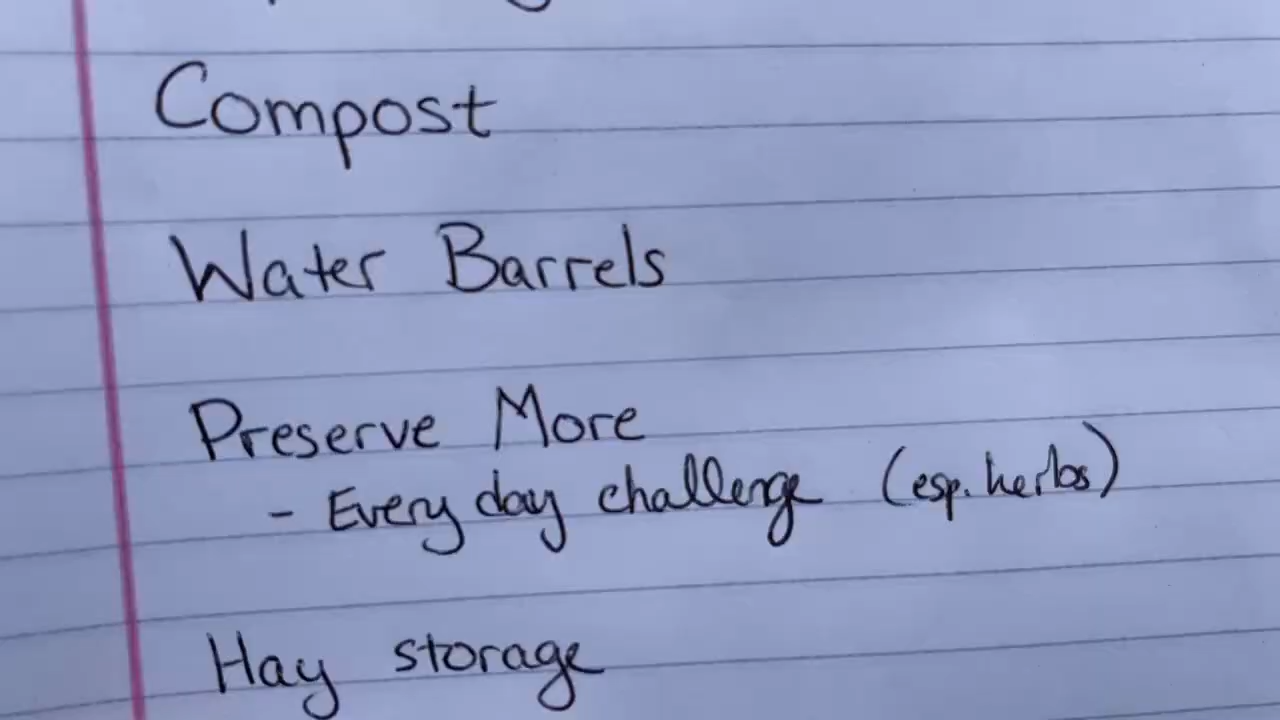 Compost
Water Barrels
Preserve More
- Every day challenge (esp. herbs)
Hay storage